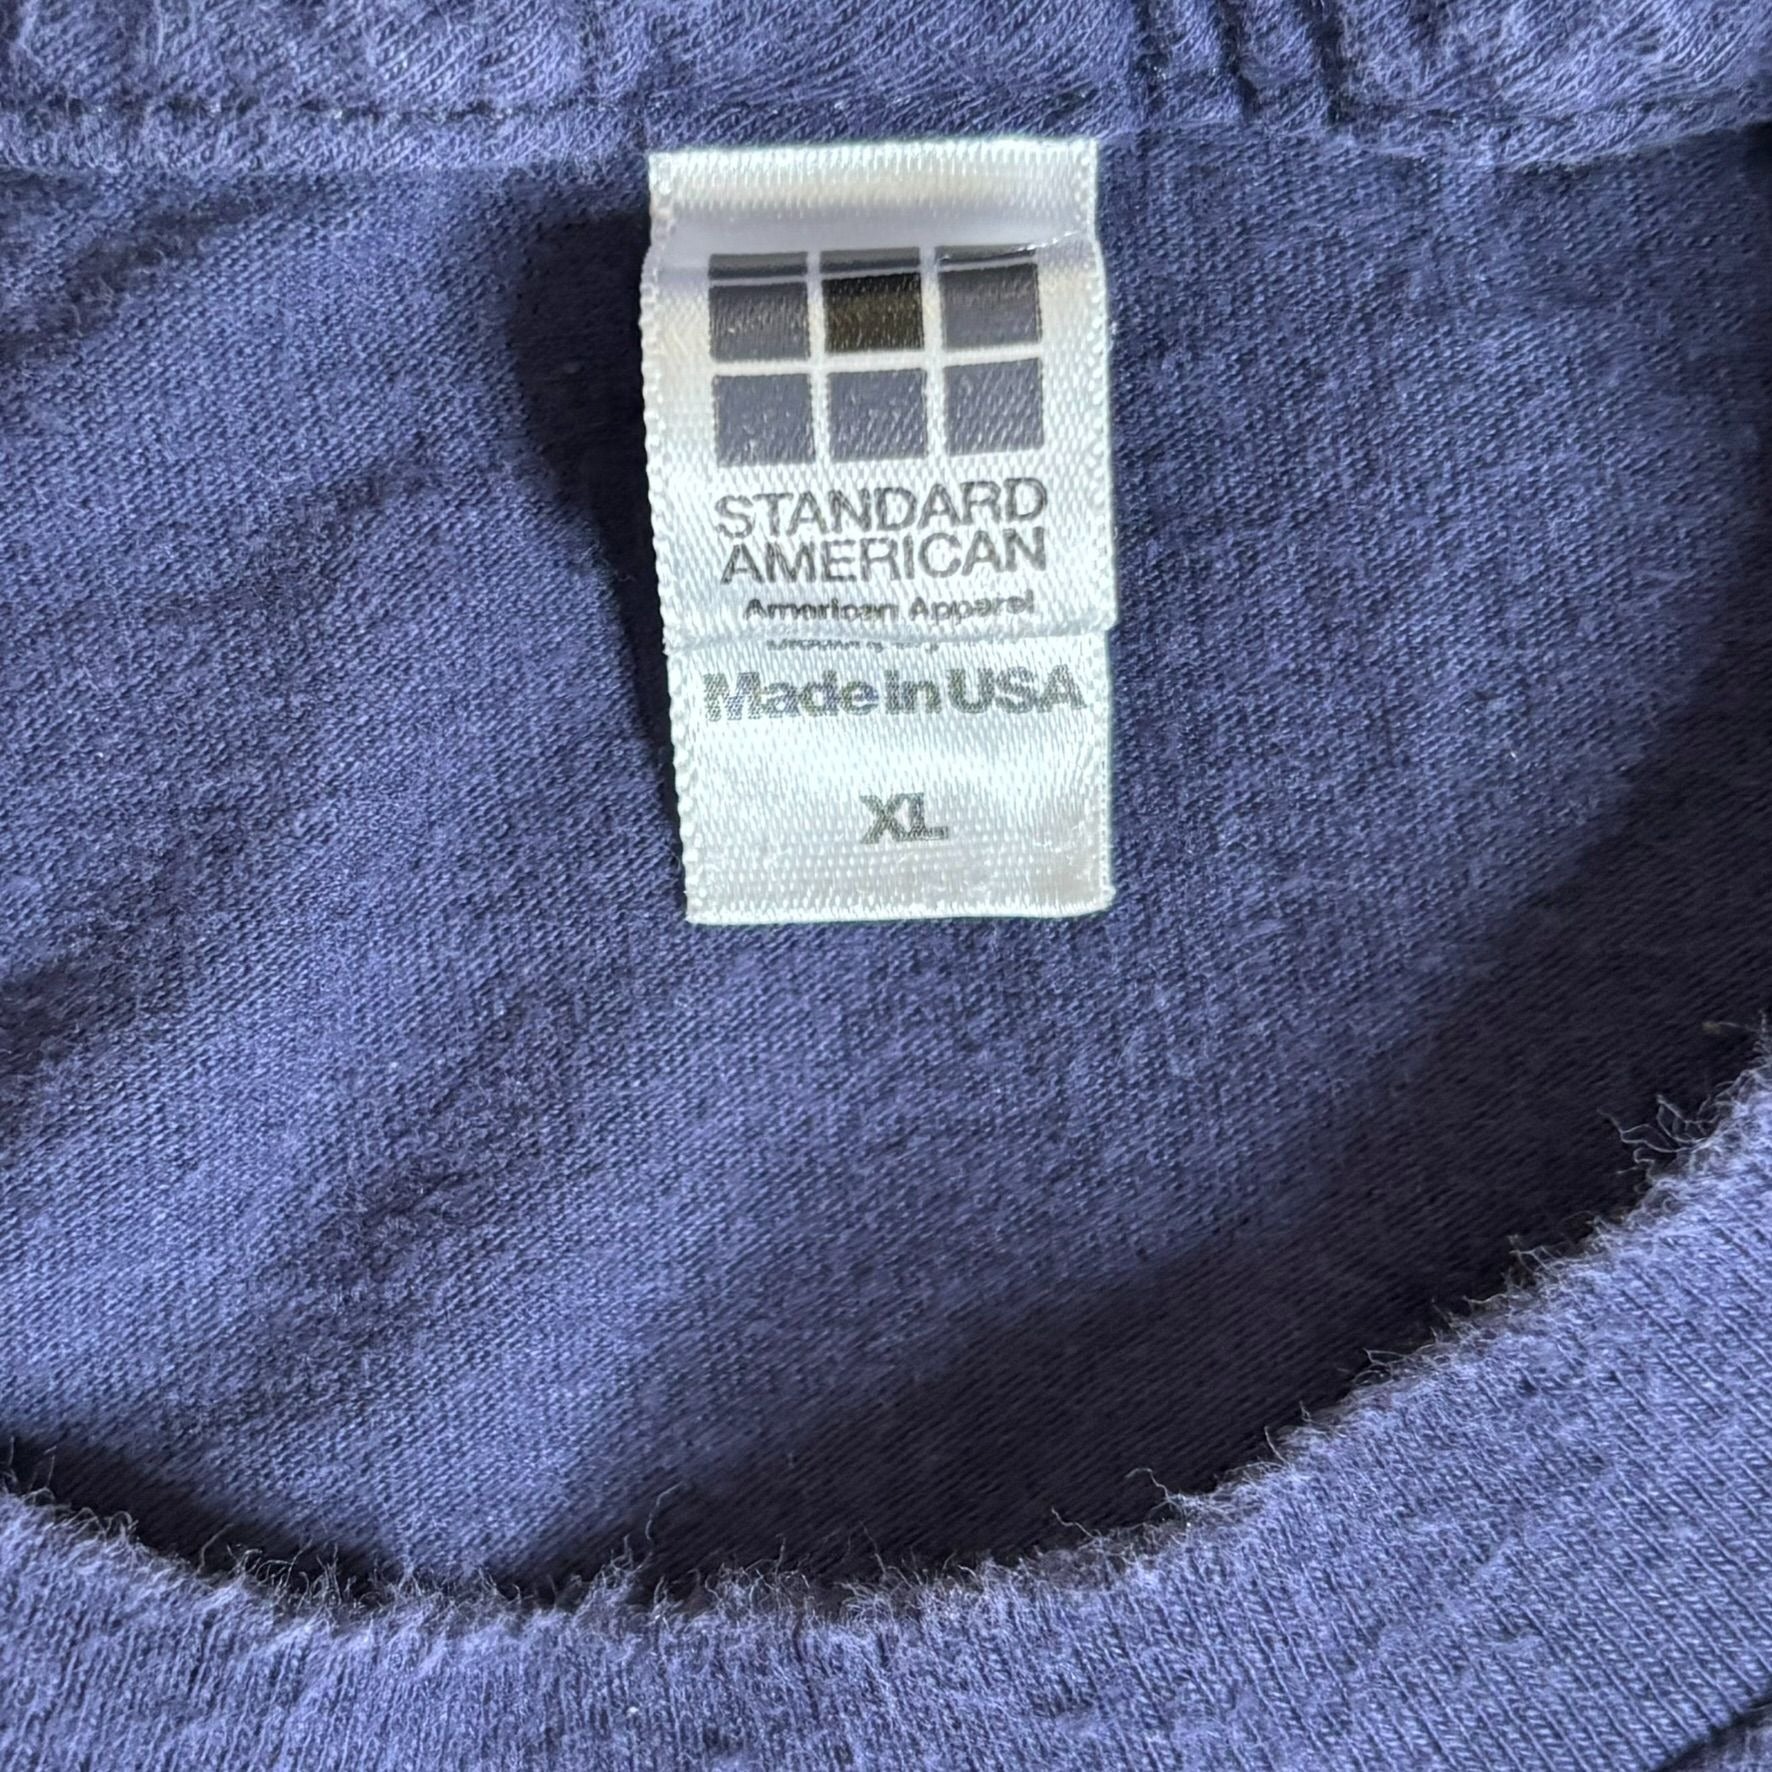 STANDARD
AMERICAN
American Apparel
Made in USA
XL